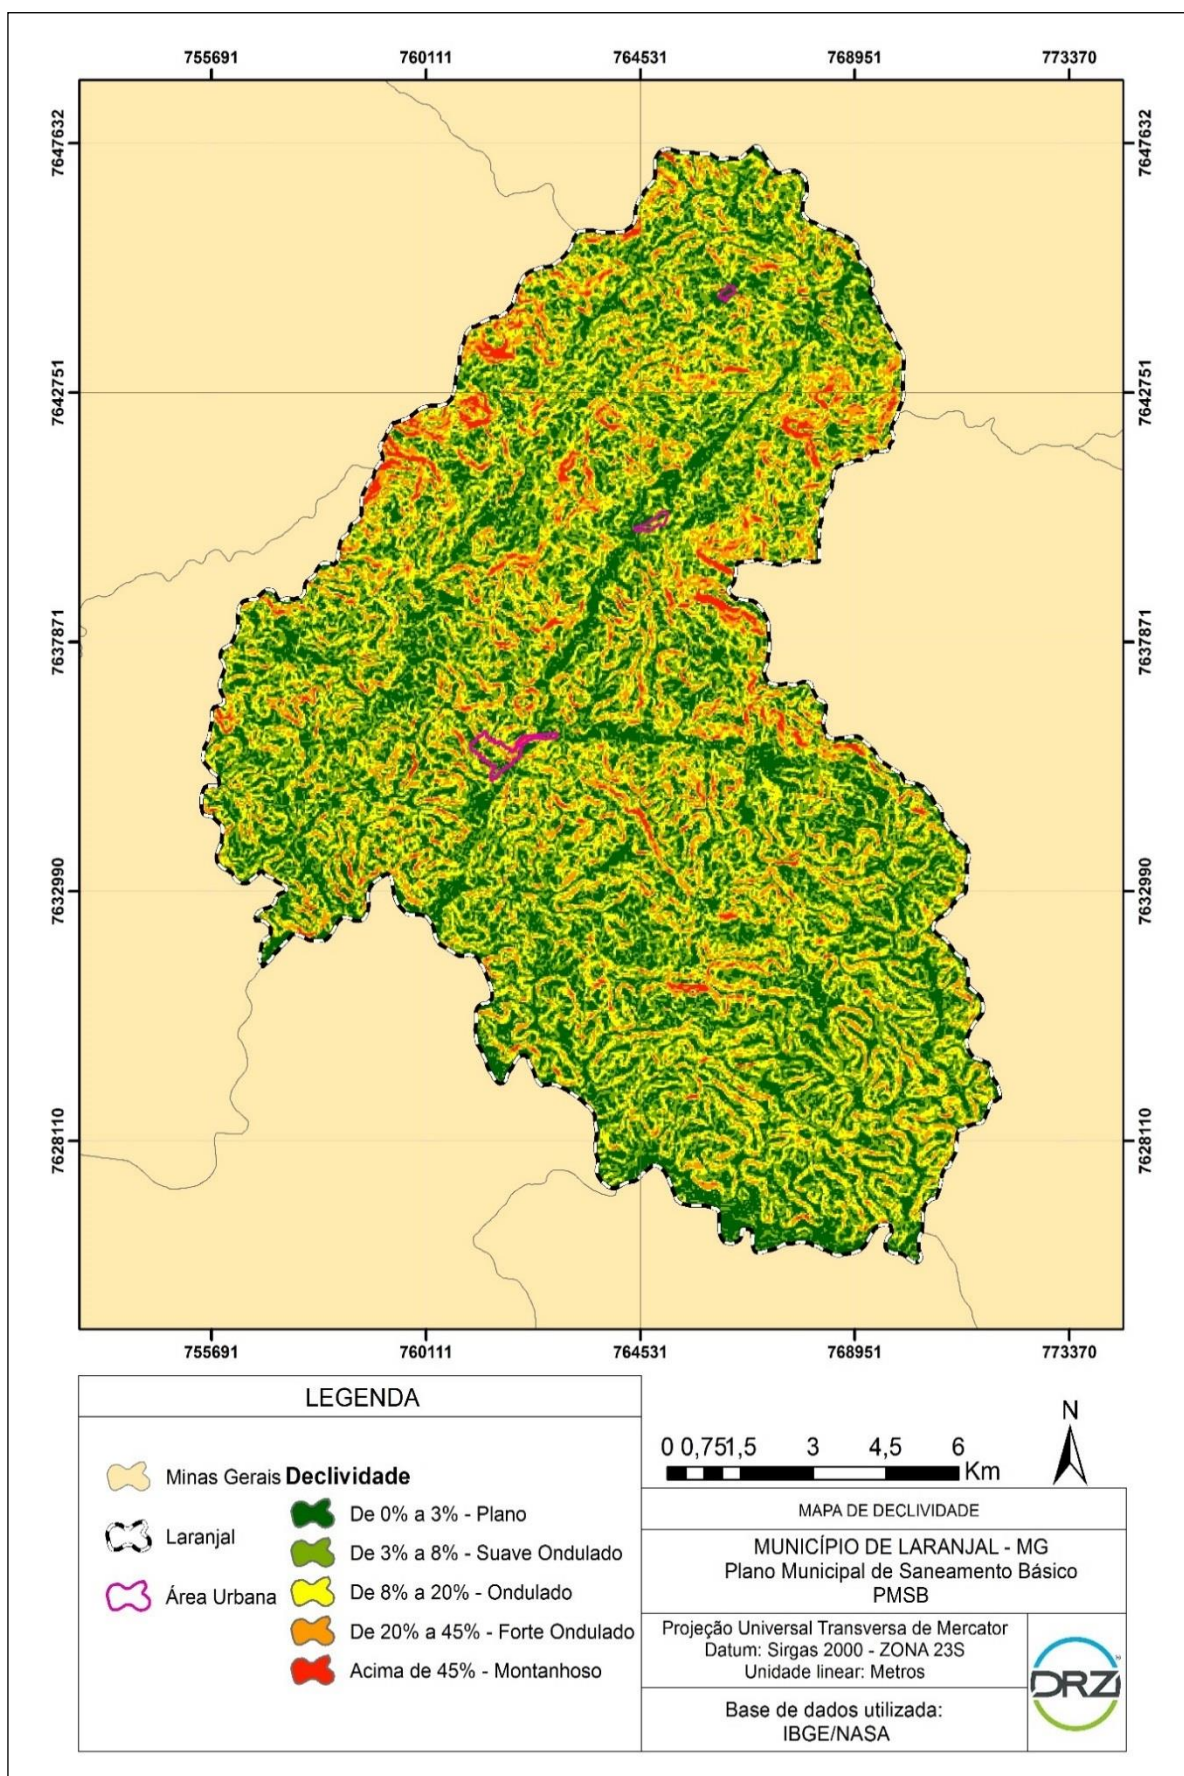 755691 760111 764531 768951 773370
7647632 7647632
7642751 7642751
7637871 7637871
7632990 7632990
7628110 7628110
755691 760111 764531 768951 773370
LEGENDA
Minas Gerais
Laranjal
Área Urbana
Declividade
De 0% a 3% - Plano
De 3% a 8% - Suave Ondulado
De 8% a 20% - Ondulado
De 20% a 45% - Forte Ondulado
Acima de 45% - Montanhoso
0 0,751,5 3 4,5 6
Km
N
MAPA DE DECLIVIDADE
MUNICÍPIO DE LARANJAL - MG
Plano Municipal de Saneamento Básico
PMSB
Projeção Universal Transversa de Mercator
Datum: Sirgas 2000 - ZONA 23S
Unidade linear: Metros
Base de dados utilizada:
IBGE/NASA
DRZ